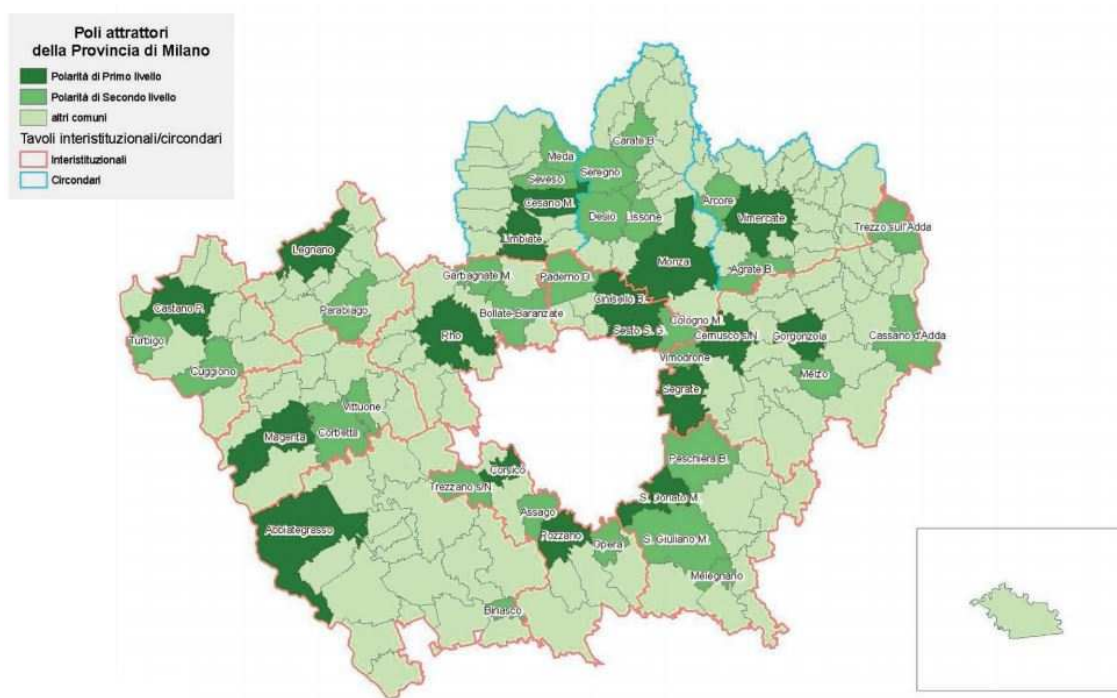 Poli attrattori
della Provincia di Milano
Polarità di Primo livello
Polarità di Secondo livello
altri comuni
Tavoli interistituzionali/circondari
Interistituzionali
Circondari
Carate B.
Meda
Seveso
Seregno
Cesano M.
Desio
Lissone
Arcore
Vimercate
Trezzo sull'Adda
Limbiate
Legnano
Monza
Agrate B.
Garbagnate M.
Paderno D.
Castano P.
Parabiago
Bollate-Baranzate
Cinisello B.
Cologno M.
Turbigo
Rho
Sesto S. G.
Cernusco s/N.
Gorgonzola
Cassano d'Adda
Vimodrone
Cuggiono
Melzo
Segrate
Vittuone
Magenta
Corbetta
Peschiera B.
Corsico
Trezzano s/N.
S. Donato M.
Assago
Abbiategrasso
Rozzano
Opera
S. Giuliano M.
Melegnano
Binasco